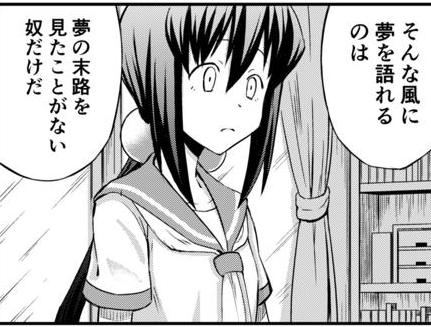 そんな風に
夢を語れる
のは
夢の末路を
見たことがない
奴だけだ